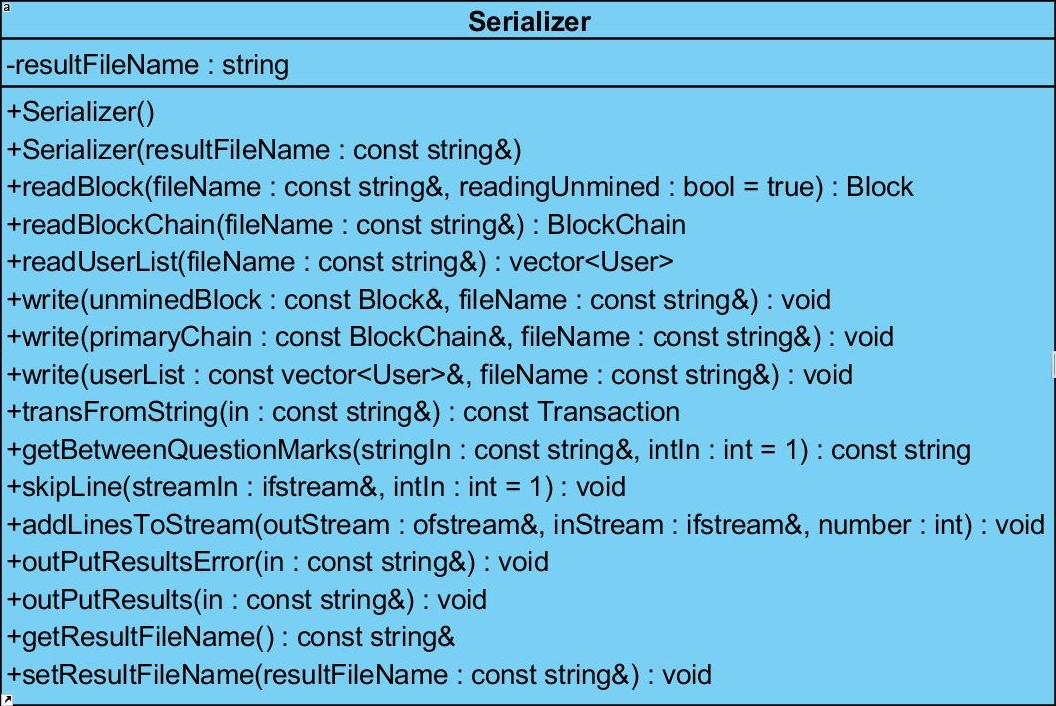 a
Serializer
-resultFileName : string
+Serializer()
+Serializer(resultFileName : const string&)
+readBlock(fileName : const string&, readingUnmined : bool = true) : Block
+readBlockChain(fileName : const string&) : BlockChain
+readUserList(fileName : const string&) : vector<User>
+write(unminedBlock : const Block&, fileName : const string&) : void
+write(primaryChain : const BlockChain&, fileName : const string&) : void
+write(userList : const vector<User>&, fileName : const string&) : void
+transFromString(in : const string&) : const Transaction
+getBetweenQuestionMarks(stringIn : const string&, intIn : int = 1) : const string
+skipLine(streamIn : ifstream&, intIn : int = 1) : void
+addLinesToStream(outStream : ofstream&, inStream : ifstream&, number : int) : void
+outPutResultsError(in : const string&) : void
+outPutResults(in : const string&) : void
+getResultFileName() : const string&
+setResultFileName(resultFileName : const string&) : void